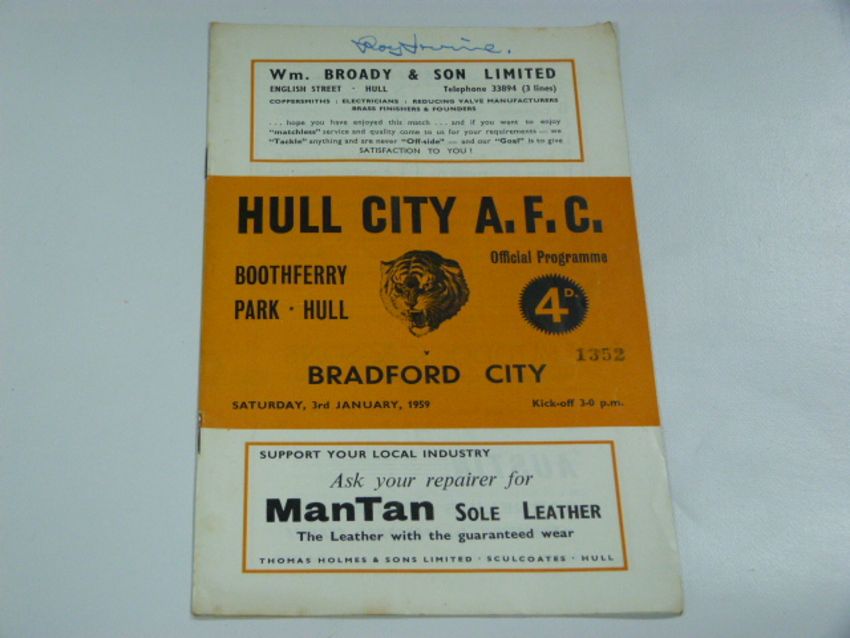 Roy Irvine.
Wm. BROADY & SON LIMITED
ENGLISH STREET · HULL Telephone 33894 (3 lines)
COPPERSMITHS : ELECTRICIANS : REDUCING VALVE MANUFACTURERS
BRASS FINISHERS & FOUNDERS
. . . hope you have enjoyed this match . . . and if you want to enjoy
"matchless" service and quality come to us for your requirements — we
"Tackle" anything and are never "Off-side" — and our "Goal" is to give
SATISFACTION TO YOU !
HULL CITY A.F.C.
Official Programme
BOOTHFERRY
PARK · HULL
4D.
1352
v
BRADFORD CITY
SATURDAY, 3rd JANUARY, 1959 Kick-off 3-0 p.m.
SUPPORT YOUR LOCAL INDUSTRY
Ask your repairer for
ManTan SOLE LEATHER
The Leather with the guaranteed wear
THOMAS HOLMES & SONS LIMITED · SCULCOATES · HULL